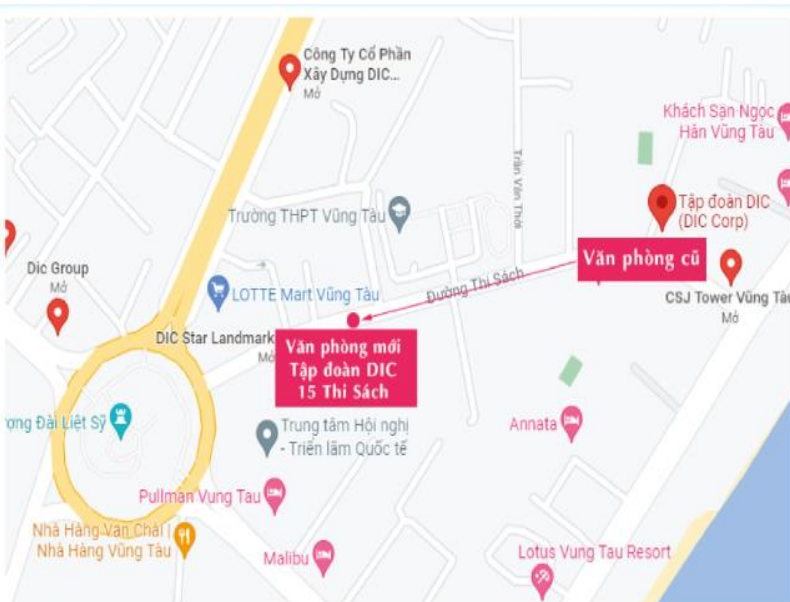 Công Ty Cổ Phần
Xây Dựng DIC...
Mở
Khách Sạn Ngọc
Hân Vũng Tàu
Trần Văn Thời
Tập đoàn DIC
(DIC Corp)
Trường THPT Vũng Tàu
Văn phòng cũ
Dic Group
Mở
LOTTE Mart Vũng Tàu
Đường Thi Sách
CSJ Tower Vũng Tàu
Mở
DIC Star Landmark
Mở
Văn phòng mới
Tập đoàn DIC
15 Thi Sách
ợng Đài Liệt Sỹ
Trung tâm Hội nghị
- Triển lãm Quốc tế
Annata
Pullman Vung Tau
Nhà Hàng Vạn Chài |
Nhà Hàng Vũng Tàu
Malibu
Lotus Vung Tau Resort